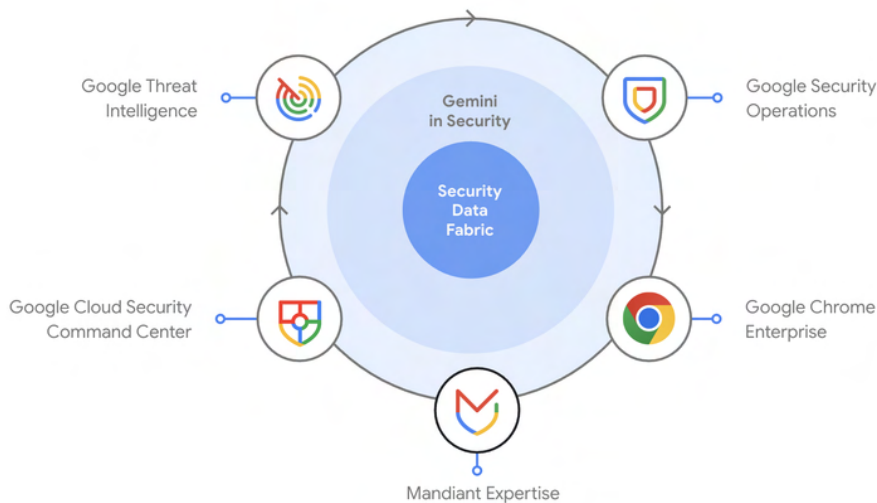 Google Threat
Intelligence
Gemini
in Security
Google Security
Operations
Security
Data
Fabric
Google Cloud Security
Command Center
Google Chrome
Enterprise
Mandiant Expertise